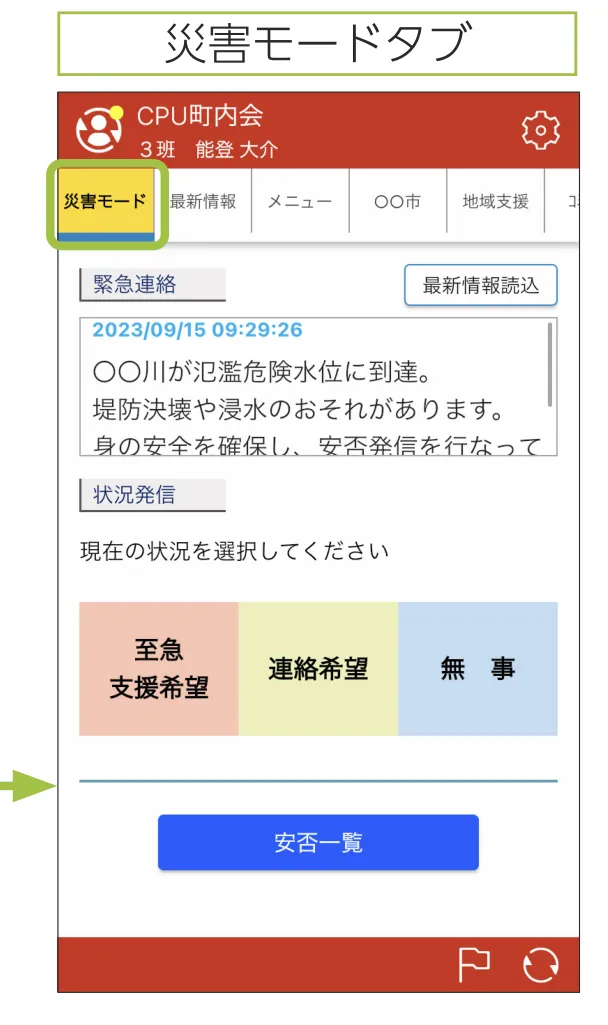 災害モードタブ
CPU町内会
3班 能登 大介
災害モード
最新情報
メニュー
〇〇市
地域支援
緊急連絡
最新情報読込
2023/09/15 09:29:26
〇〇川が氾濫危険水位に到達。
堤防決壊や浸水のおそれがあります。
身の安全を確保し、安否発信を行なって
状況発信
現在の状況を選択してください
至急
支援希望
連絡希望
無 事
安否一覧